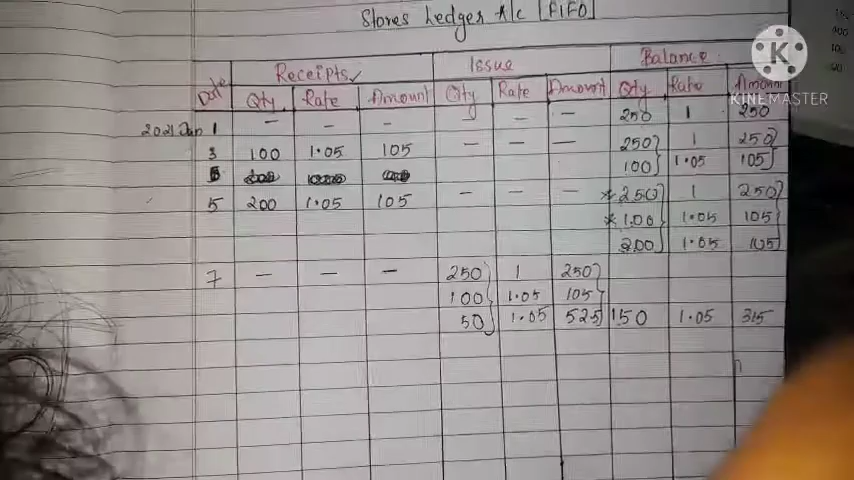 Stores Ledger A/c [FIFO]
Receipts Issue Balance
Date Qty Rate Amount Qty Rate Amount Qty Rate Amount
KINEMASTER
2021 Jan 1 – – – – – – 250 1 250
3 100 1.05 105 – – – 250 1 250
100 1.05 105
5 200 1.05 105 – – – *250 1 250
*100 1.05 105
200 1.05 105
7 – – – 250 1 250
100 1.05 105
50 1.05 525 150 1.05 315